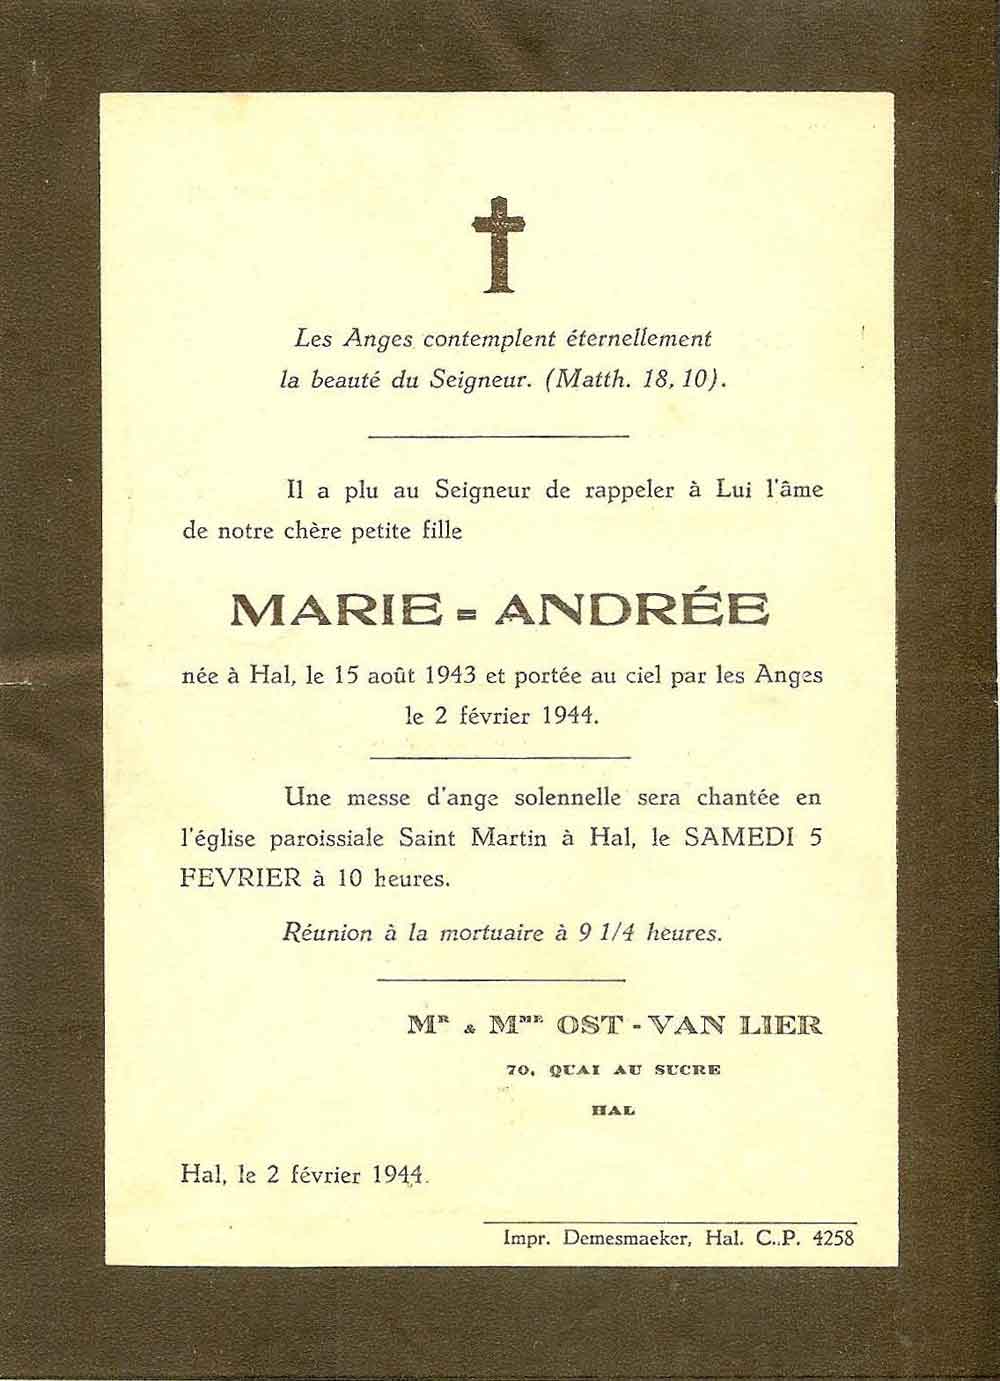 Les Anges contemplent éternellement
la beauté du Seigneur. (Matth. 18, 10).
Il a plu au Seigneur de rappeler à Lui l'âme
de notre chère petite fille
MARIE = ANDRÉE
née à Hal, le 15 août 1943 et portée au ciel par les Anges
le 2 février 1944.
Une messe d'ange solennelle sera chantée en
l'église paroissiale Saint Martin à Hal, le SAMEDI 5
FEVRIER à 10 heures.
Réunion à la mortuaire à 9 1/4 heures.
Mr & Mme OST - VAN LIER
70, QUAI AU SUCRE
HAL
Hal, le 2 février 1944.
Impr. Demesmaeker, Hal. C..P. 4258